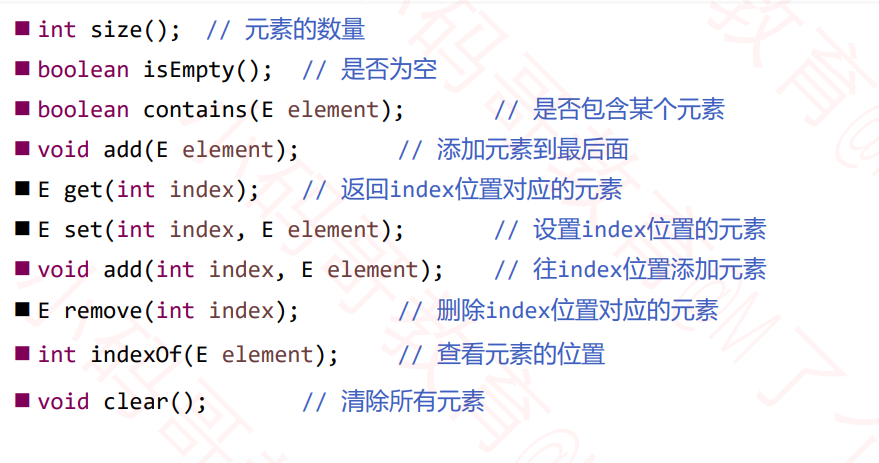 int size(); // 元素的数量
boolean isEmpty(); // 是否为空
boolean contains(E element); // 是否包含某个元素
void add(E element); // 添加元素到最后面
E get(int index); // 返回index位置对应的元素
E set(int index, E element); // 设置index位置的元素
void add(int index, E element); // 往index位置添加元素
E remove(int index); // 删除index位置对应的元素
int indexOf(E element); // 查看元素的位置
void clear(); // 清除所有元素